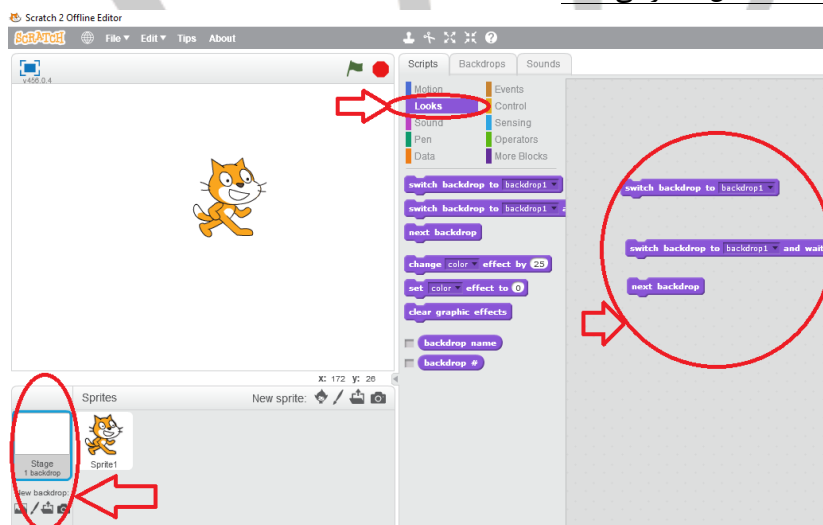 Scratch 2 Offline Editor
SCRATCH File Edit Tips About
v456.0.4
Scripts Backdrops Sounds
Motion Events
Looks Control
Sound Sensing
Pen Operators
Data More Blocks
switch backdrop to backdrop1
switch backdrop to backdrop1
next backdrop
change color effect by 25
set color effect to 0
clear graphic effects
backdrop name
backdrop #
switch backdrop to backdrop1
switch backdrop to backdrop1 and wait
next backdrop
X: 172 y: 26
Sprites New sprite:
Stage
1 backdrop
Sprite1
New backdrop: